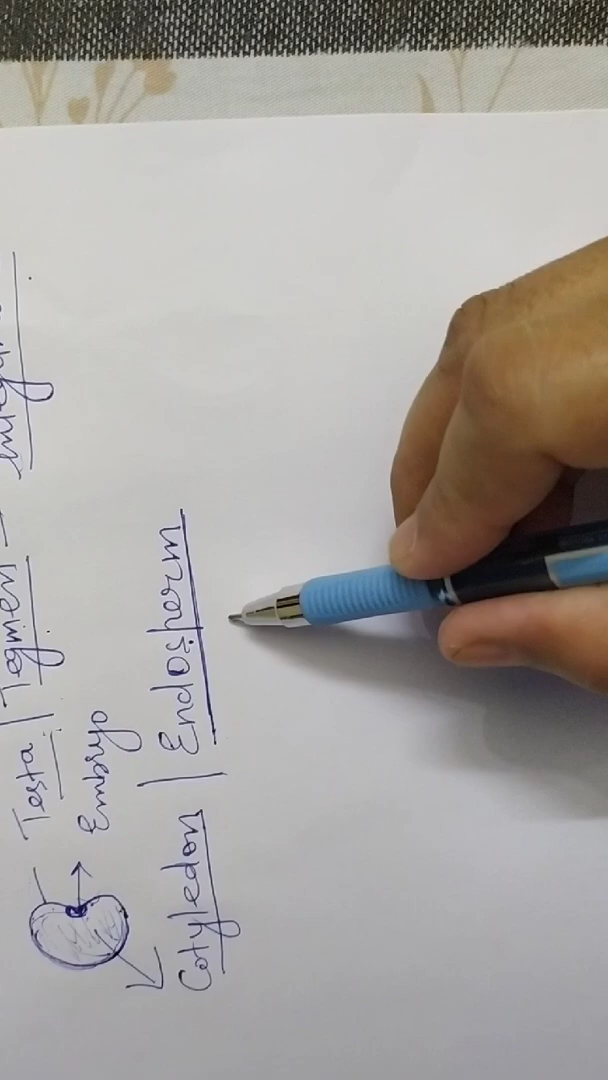 Testa | Tegmen –
Embryo
Cotyledon | Endosperm